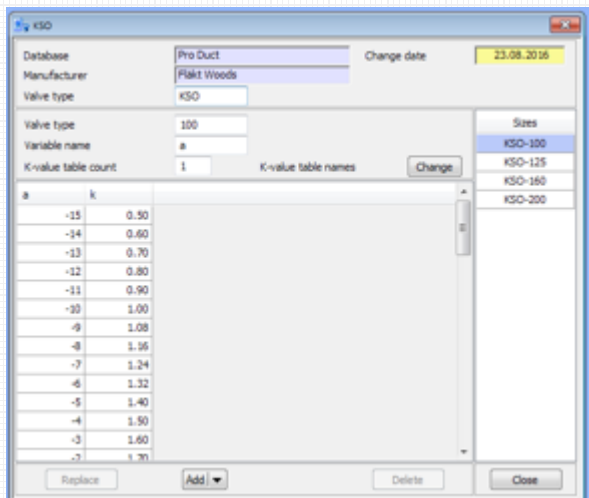 KSO
Database Pro Duct Change date 23.08.2016
Manufacturer Flakt Woods
Valve type KSO
Valve type 100
Variable name a
K-value table count 1 K-value table names Change
Sizes
KSO-100
KSO-125
KSO-160
KSO-200
a k
-15 0.50
-14 0.60
-13 0.70
-12 0.80
-11 0.90
-10 1.00
-9 1.08
-8 1.16
-7 1.24
-6 1.32
-5 1.40
-4 1.50
-3 1.60
-2 1.70
Replace Add Delete Close